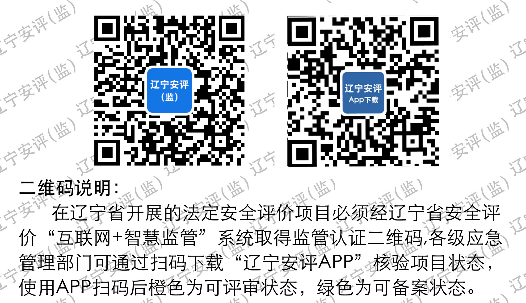 辽宁安评
（监）
辽宁安评
App下载
二维码说明：
在辽宁省开展的法定安全评价项目必须经辽宁省安全评
价“互联网+智慧监管”系统取得监管认证二维码,各级应急
管理部门可通过扫码下载“辽宁安评APP”核验项目状态，
使用APP扫码后橙色为可评审状态，绿色为可备案状态。
辽宁安评(监)